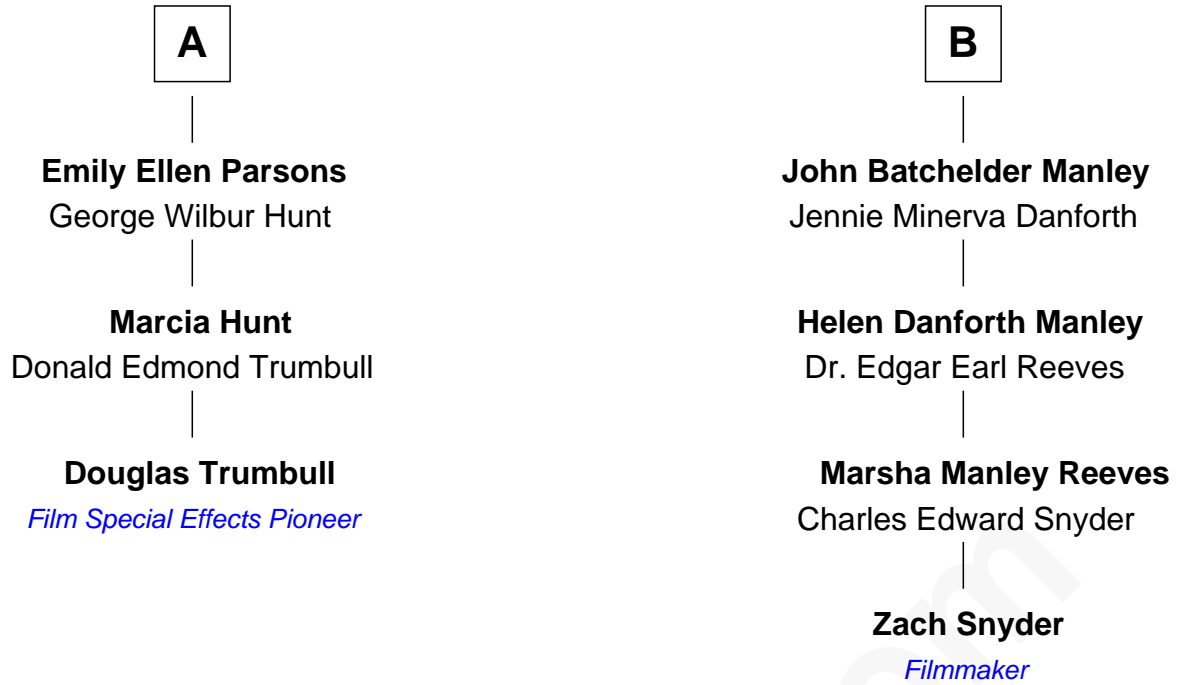 A
Emily Ellen Parsons
George Wilbur Hunt
Marcia Hunt
Donald Edmond Trumbull
Douglas Trumbull
Film Special Effects Pioneer
B
John Batchelder Manley
Jennie Minerva Danforth
Helen Danforth Manley
Dr. Edgar Earl Reeves
Marsha Manley Reeves
Charles Edward Snyder
Zach Snyder
Filmmaker